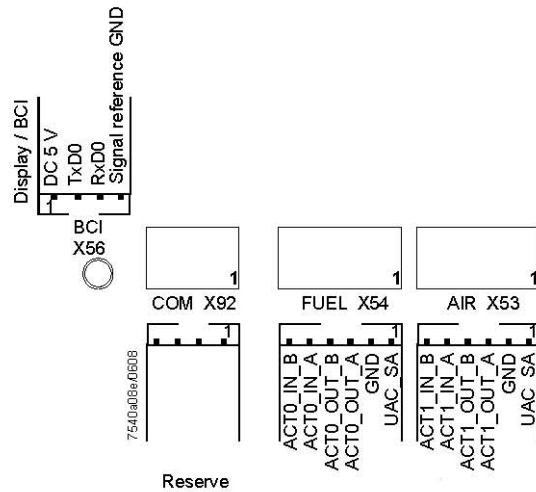 Display / BCI
DC 5 V
TxD0
RxD0
Signal reference GND
1
BCI
X56
1
COM X92
1
FUEL X54
1
AIR X53
1
1
1
7540a08e/0608
ACT0_IN_B
ACT0_IN_A
ACT0_OUT_B
ACT0_OUT_A
GND
UAC_SA
ACT1_IN_B
ACT1_IN_A
ACT1_OUT_B
ACT1_OUT_A
GND
UAC_SA
Reserve